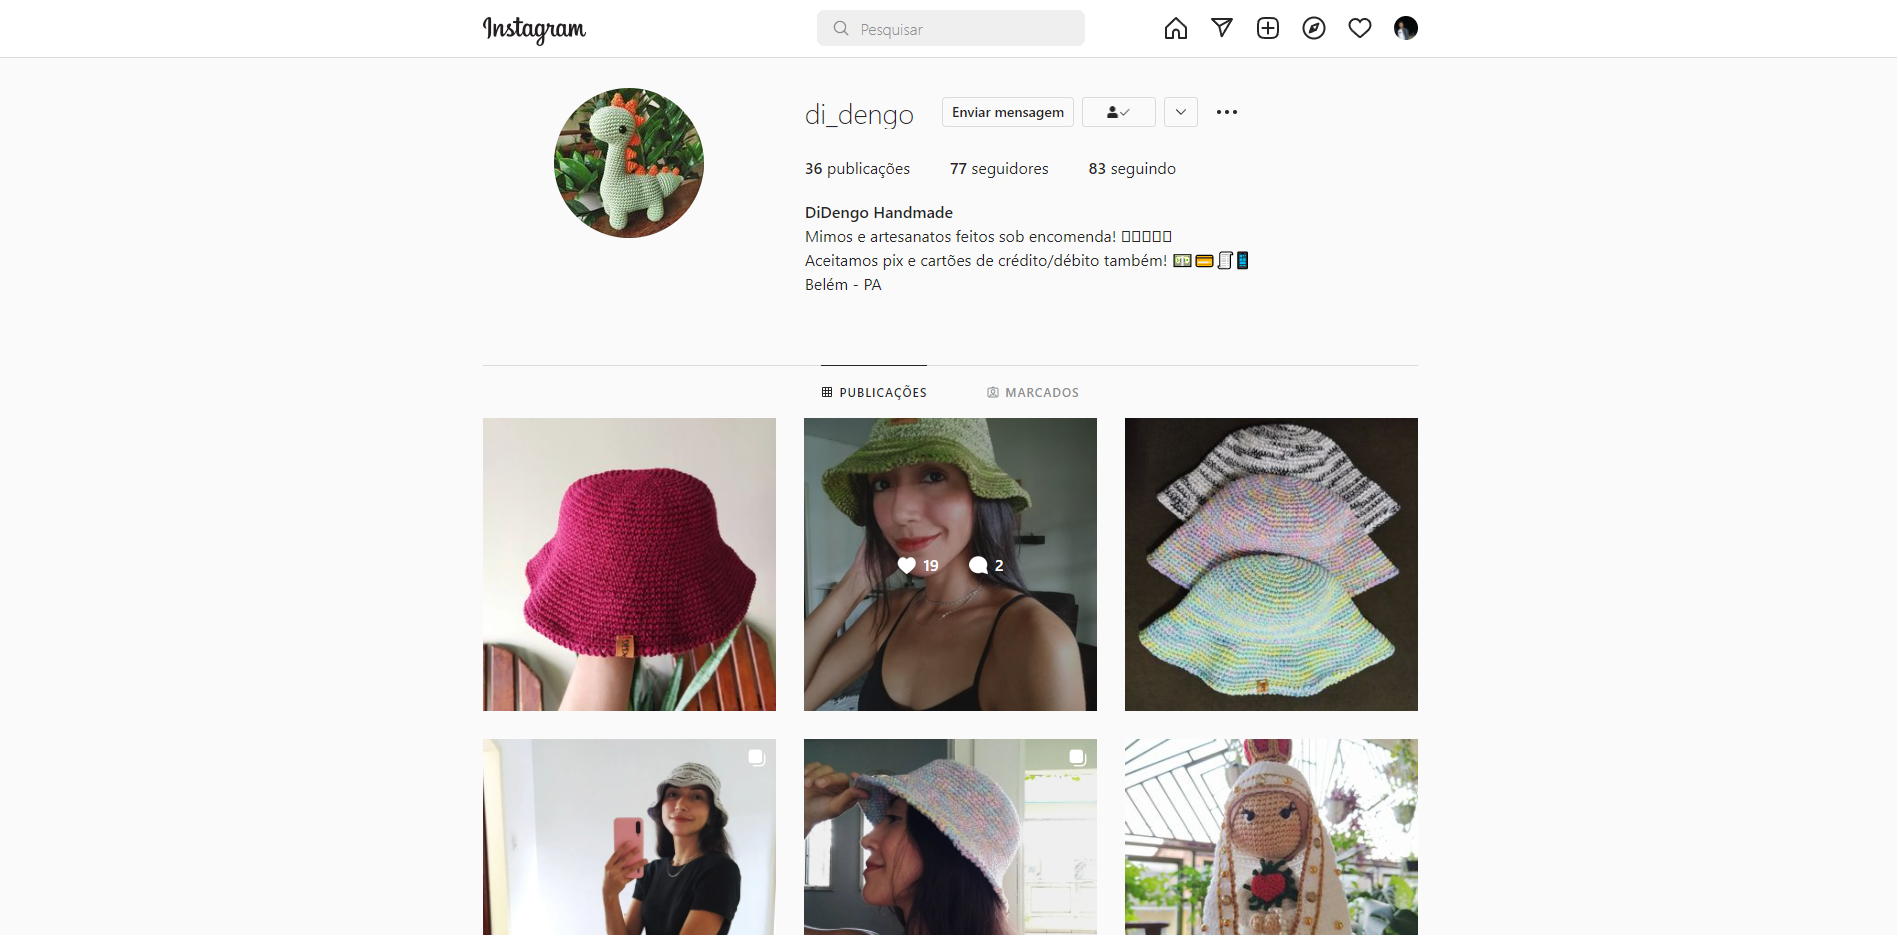 Instagram
Pesquisar
di_dengo
Enviar mensagem
36 publicações 77 seguidores 83 seguindo
DiDengo Handmade
Mimos e artesanatos feitos sob encomenda!
Aceitamos pix e cartões de crédito/débito também!
Belém - PA
PUBLICAÇÕES MARCADOS
19 2